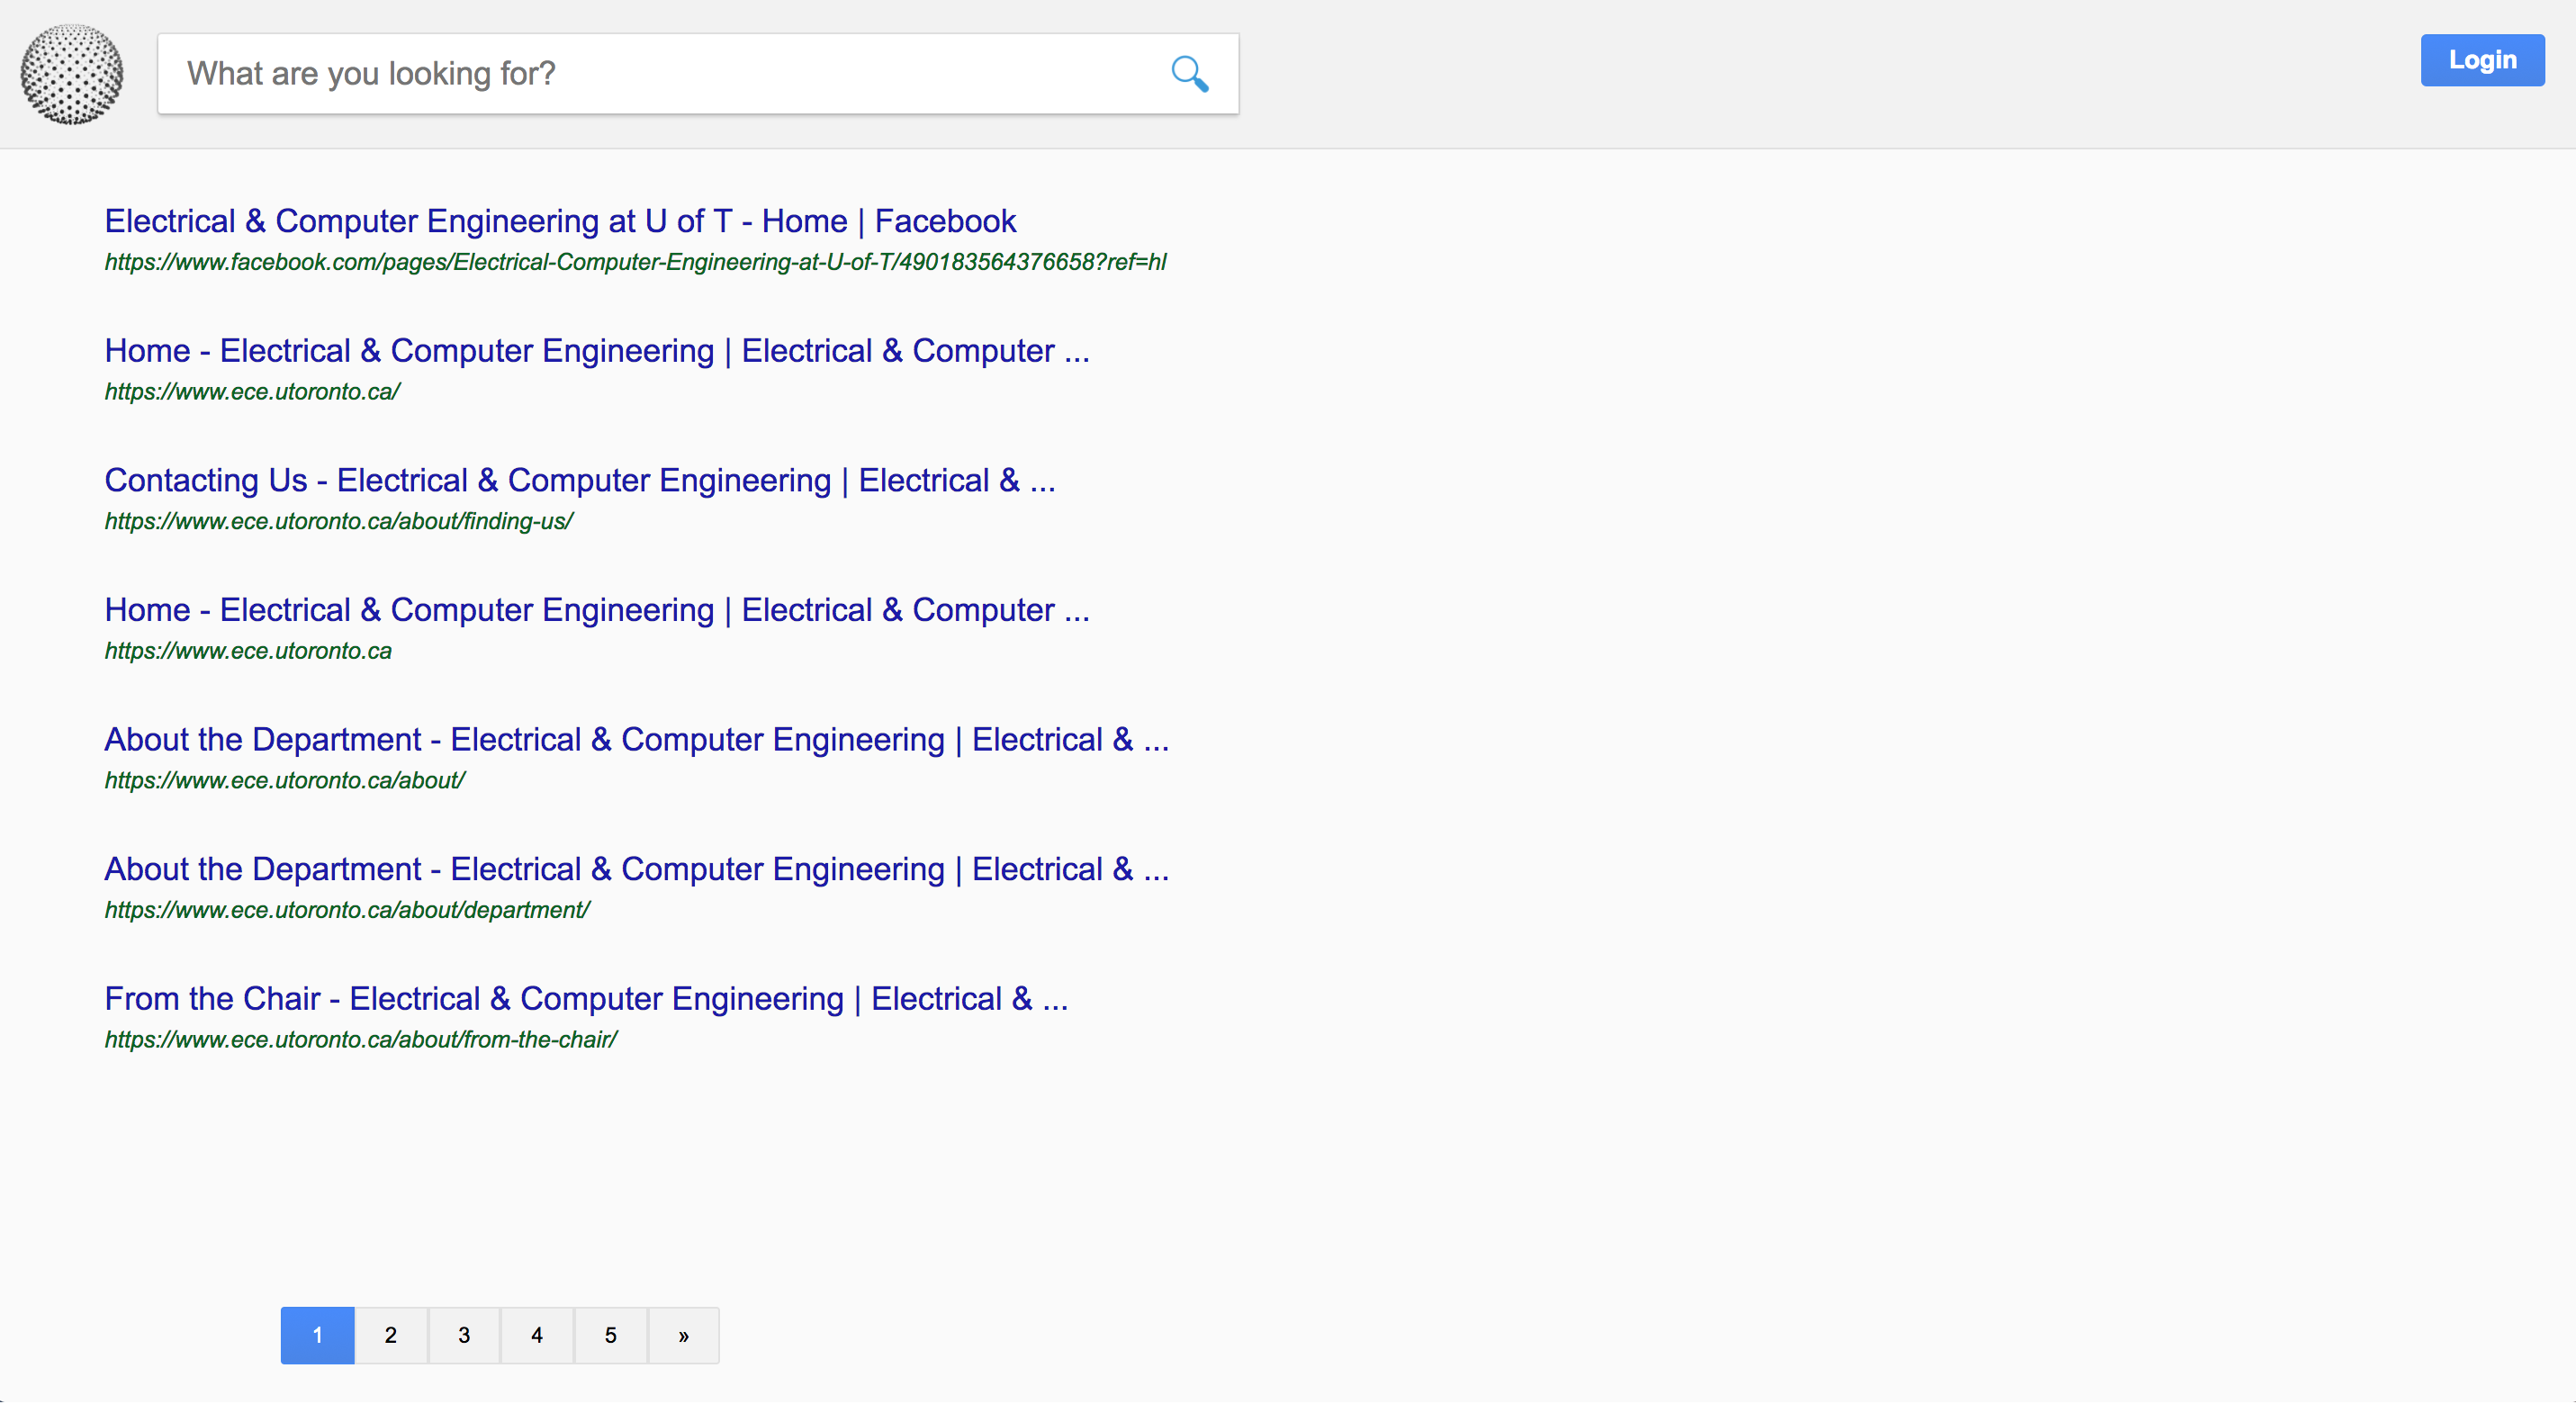 What are you looking for?
Login
Electrical & Computer Engineering at U of T - Home | Facebook
https://www.facebook.com/pages/Electrical-Computer-Engineering-at-U-of-T/490183564376658?ref=hl
Home - Electrical & Computer Engineering | Electrical & Computer ...
https://www.ece.utoronto.ca/
Contacting Us - Electrical & Computer Engineering | Electrical & ...
https://www.ece.utoronto.ca/about/finding-us/
Home - Electrical & Computer Engineering | Electrical & Computer ...
https://www.ece.utoronto.ca
About the Department - Electrical & Computer Engineering | Electrical & ...
https://www.ece.utoronto.ca/about/
About the Department - Electrical & Computer Engineering | Electrical & ...
https://www.ece.utoronto.ca/about/department/
From the Chair - Electrical & Computer Engineering | Electrical & ...
https://www.ece.utoronto.ca/about/from-the-chair/
1 2 3 4 5 »